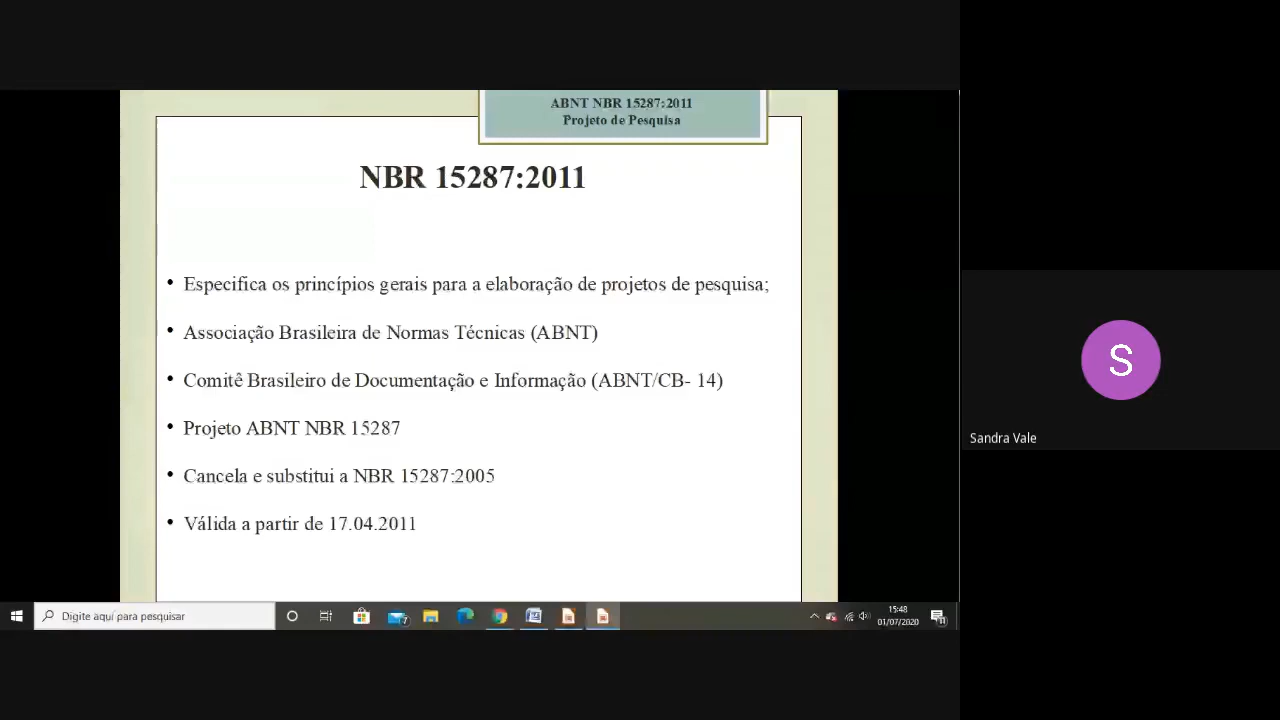 ABNT NBR 15287:2011
Projeto de Pesquisa
NBR 15287:2011
• Especifica os princípios gerais para a elaboração de projetos de pesquisa;
• Associação Brasileira de Normas Técnicas (ABNT)
• Comitê Brasileiro de Documentação e Informação (ABNT/CB- 14)
• Projeto ABNT NBR 15287
• Cancela e substitui a NBR 15287:2005
• Válida a partir de 17.04.2011
S
Sandra Vale
Digite aqui para pesquisar
7
15:48
01/07/2020
11